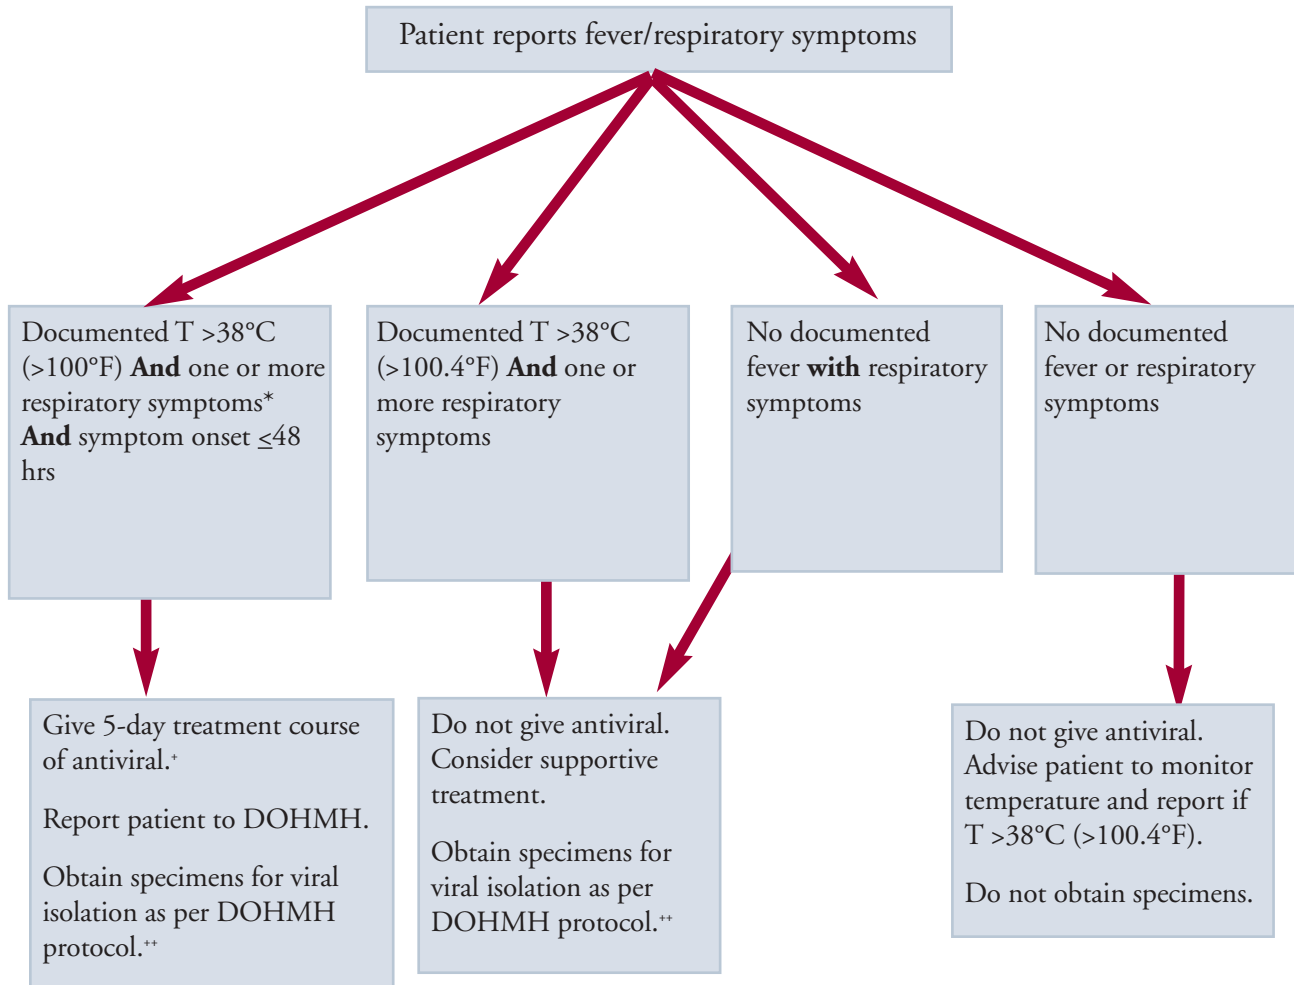 Patient reports fever/respiratory symptoms
Documented T >38°C
(>100°F) And one or more
respiratory symptoms*
And symptom onset ≤48
hrs
Documented T >38°C
(>100.4°F) And one or
more respiratory
symptoms
No documented
fever with respiratory
symptoms
No documented
fever or respiratory
symptoms
Give 5-day treatment course
of antiviral.⁺
Report patient to DOHMH.
Obtain specimens for viral
isolation as per DOHMH
protocol.⁺⁺
Do not give antiviral.
Consider supportive
treatment.
Obtain specimens for
viral isolation as per
DOHMH protocol.⁺⁺
Do not give antiviral.
Advise patient to monitor
temperature and report if
T >38°C (>100.4°F).
Do not obtain specimens.